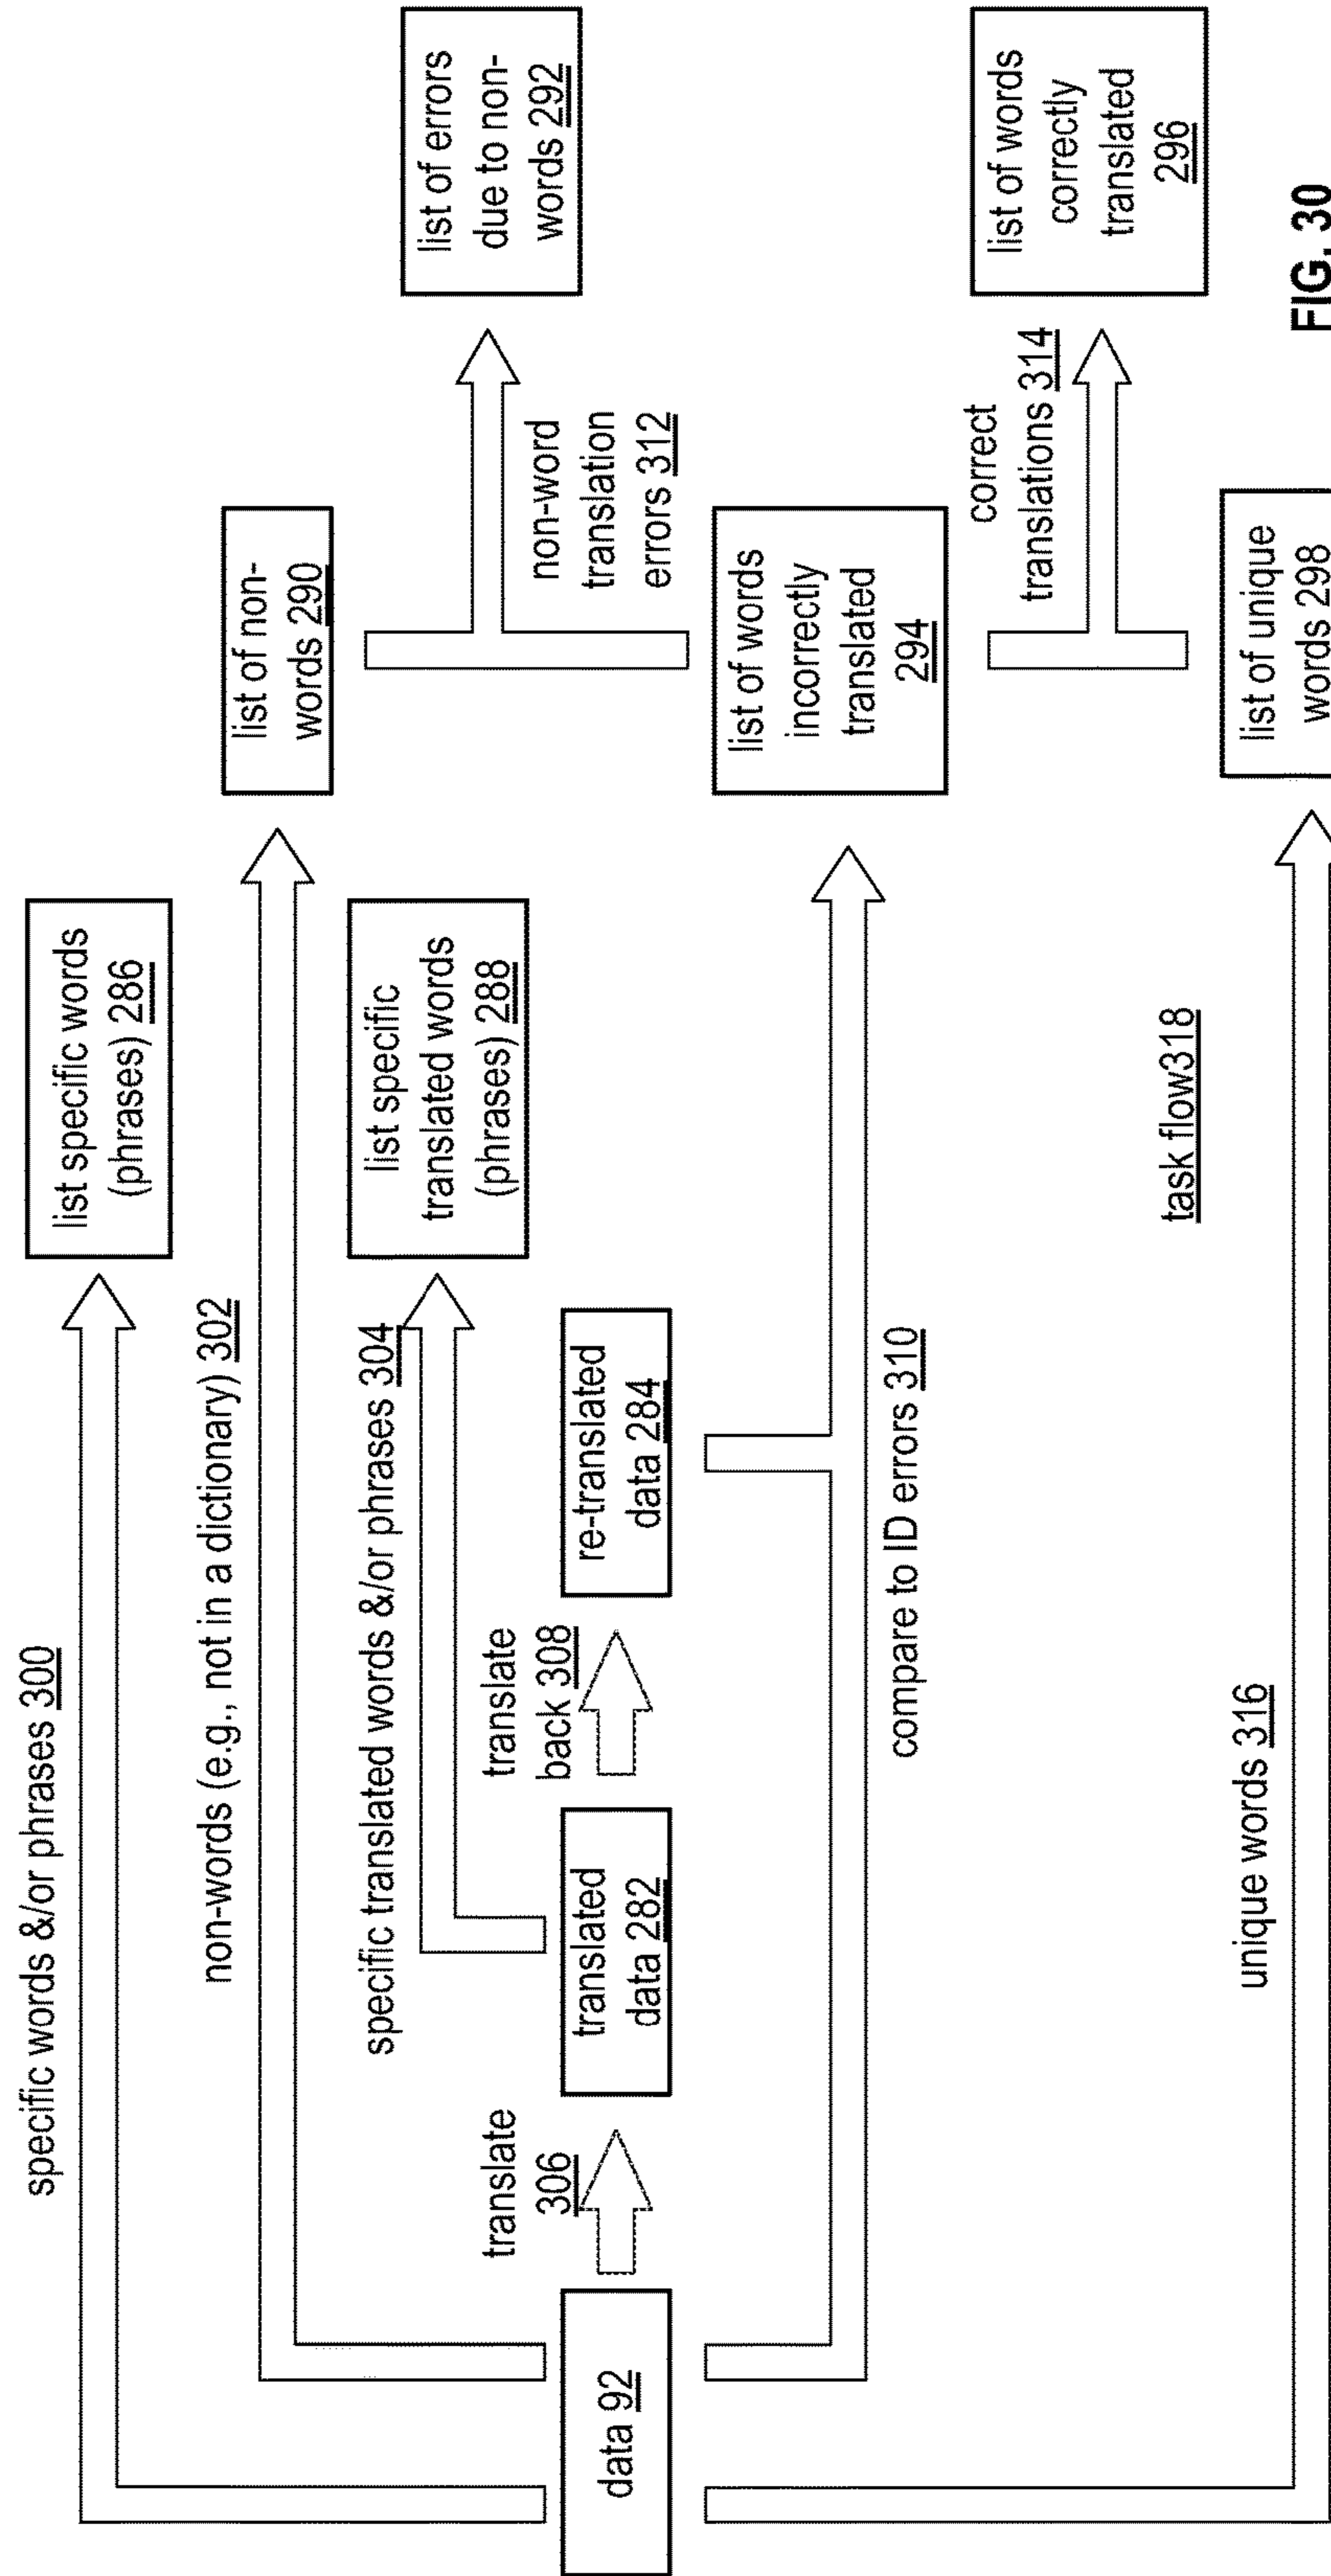 specific words &/or phrases 300
list specific words
(phrases) 286
non-words (e.g., not in a dictionary) 302
list of non-
words 290
specific translated words &/or phrases 304
list specific
translated words
(phrases) 288
list of errors
due to non-
words 292
non-word
translation
errors 312
data 92
translate
306
translated
data 282
translate
back 308
re-translated
data 284
compare to ID errors 310
list of words
incorrectly
translated
294
correct
translations 314
list of words
correctly
translated
296
task flow318
unique words 316
list of unique
words 298
FIG. 30